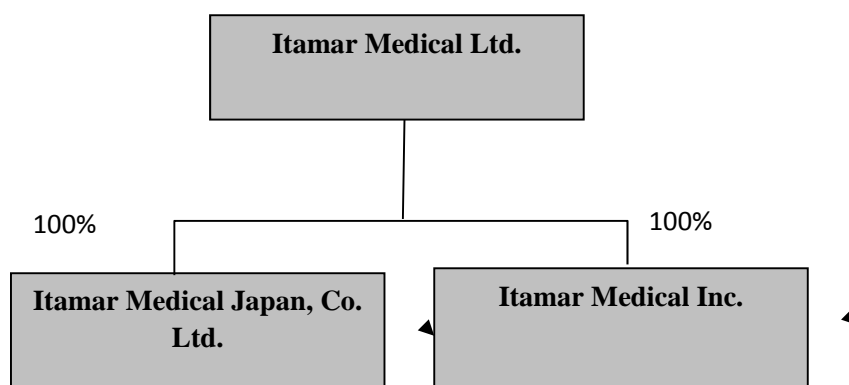 Itamar Medical Ltd.
100%
100%
Itamar Medical Japan, Co.
Ltd.
Itamar Medical Inc.